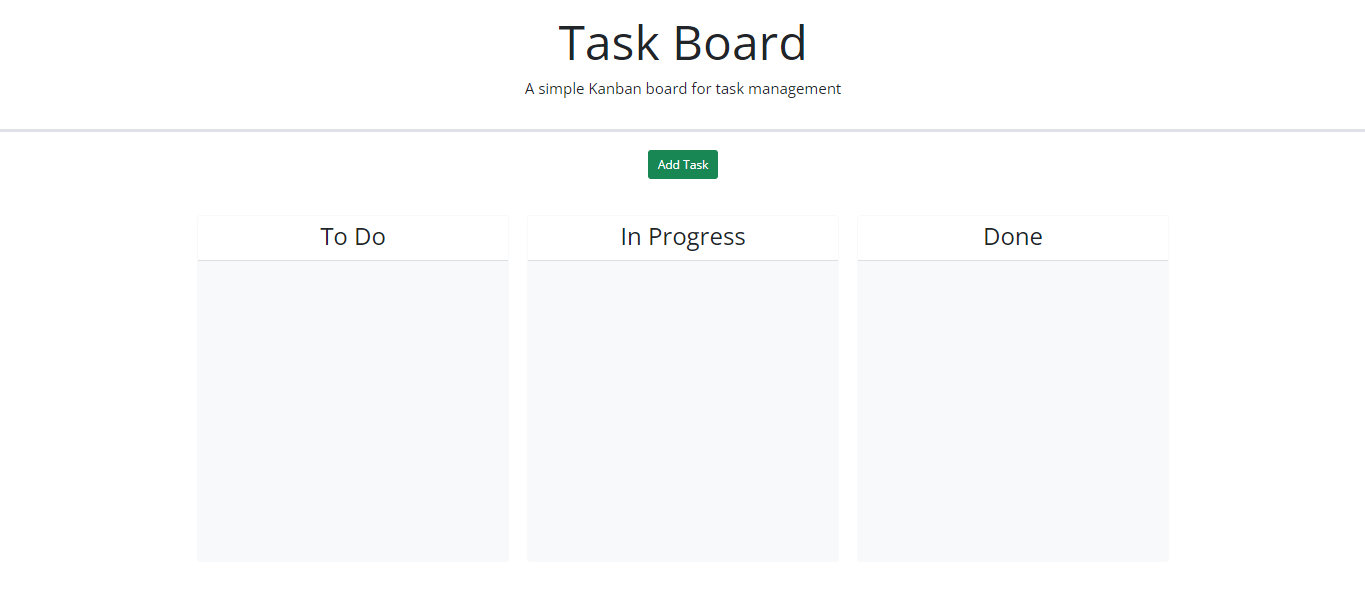 Task Board
A simple Kanban board for task management
Add Task
To Do
In Progress
Done